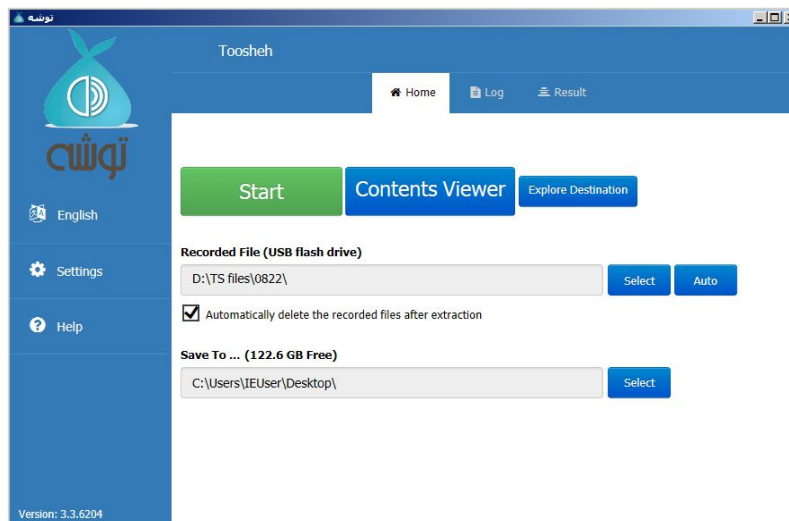 توشه
Toosheh
Home
Log
Result
توشه
English
Settings
Help
Start
Contents Viewer
Explore Destination
Recorded File (USB flash drive)
D:\TS files\0822\
Select
Auto
Automatically delete the recorded files after extraction
Save To ... (122.6 GB Free)
C:\Users\IEUser\Desktop\
Select
Version: 3.3.6204